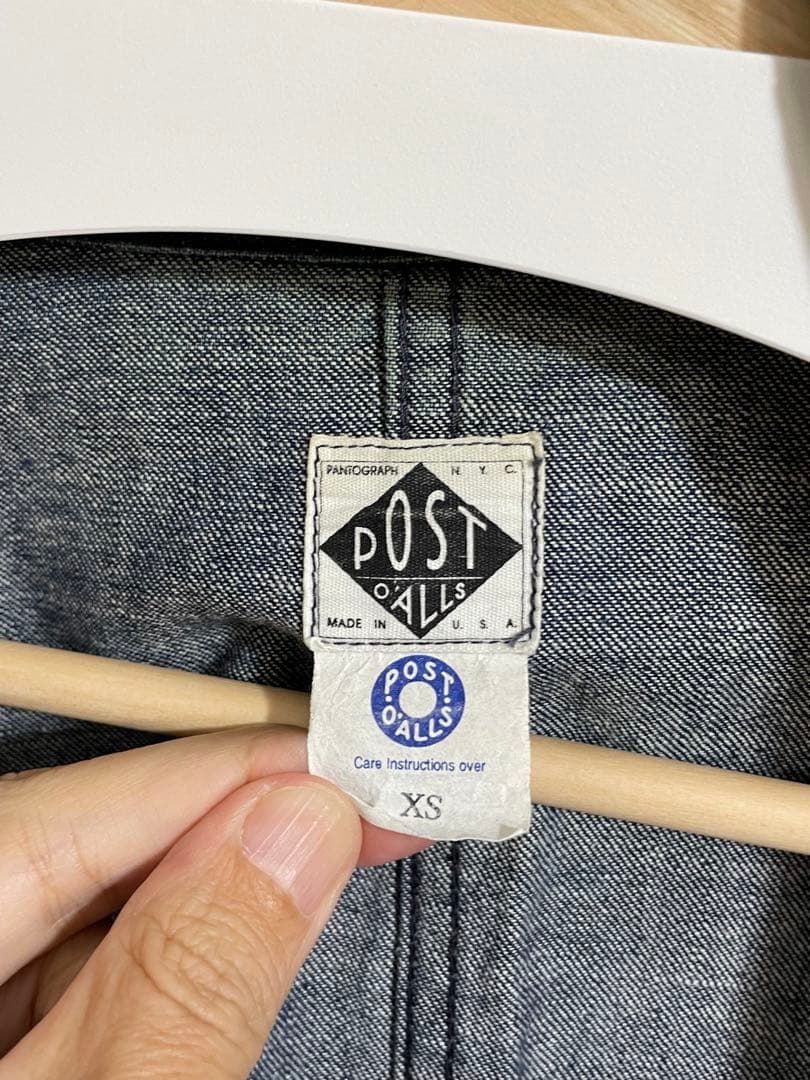 PANTOGRAPH N. Y. C.
POST
O'ALLS
MADE IN U. S. A.
POST
O'ALLS
Care Instructions over
XS